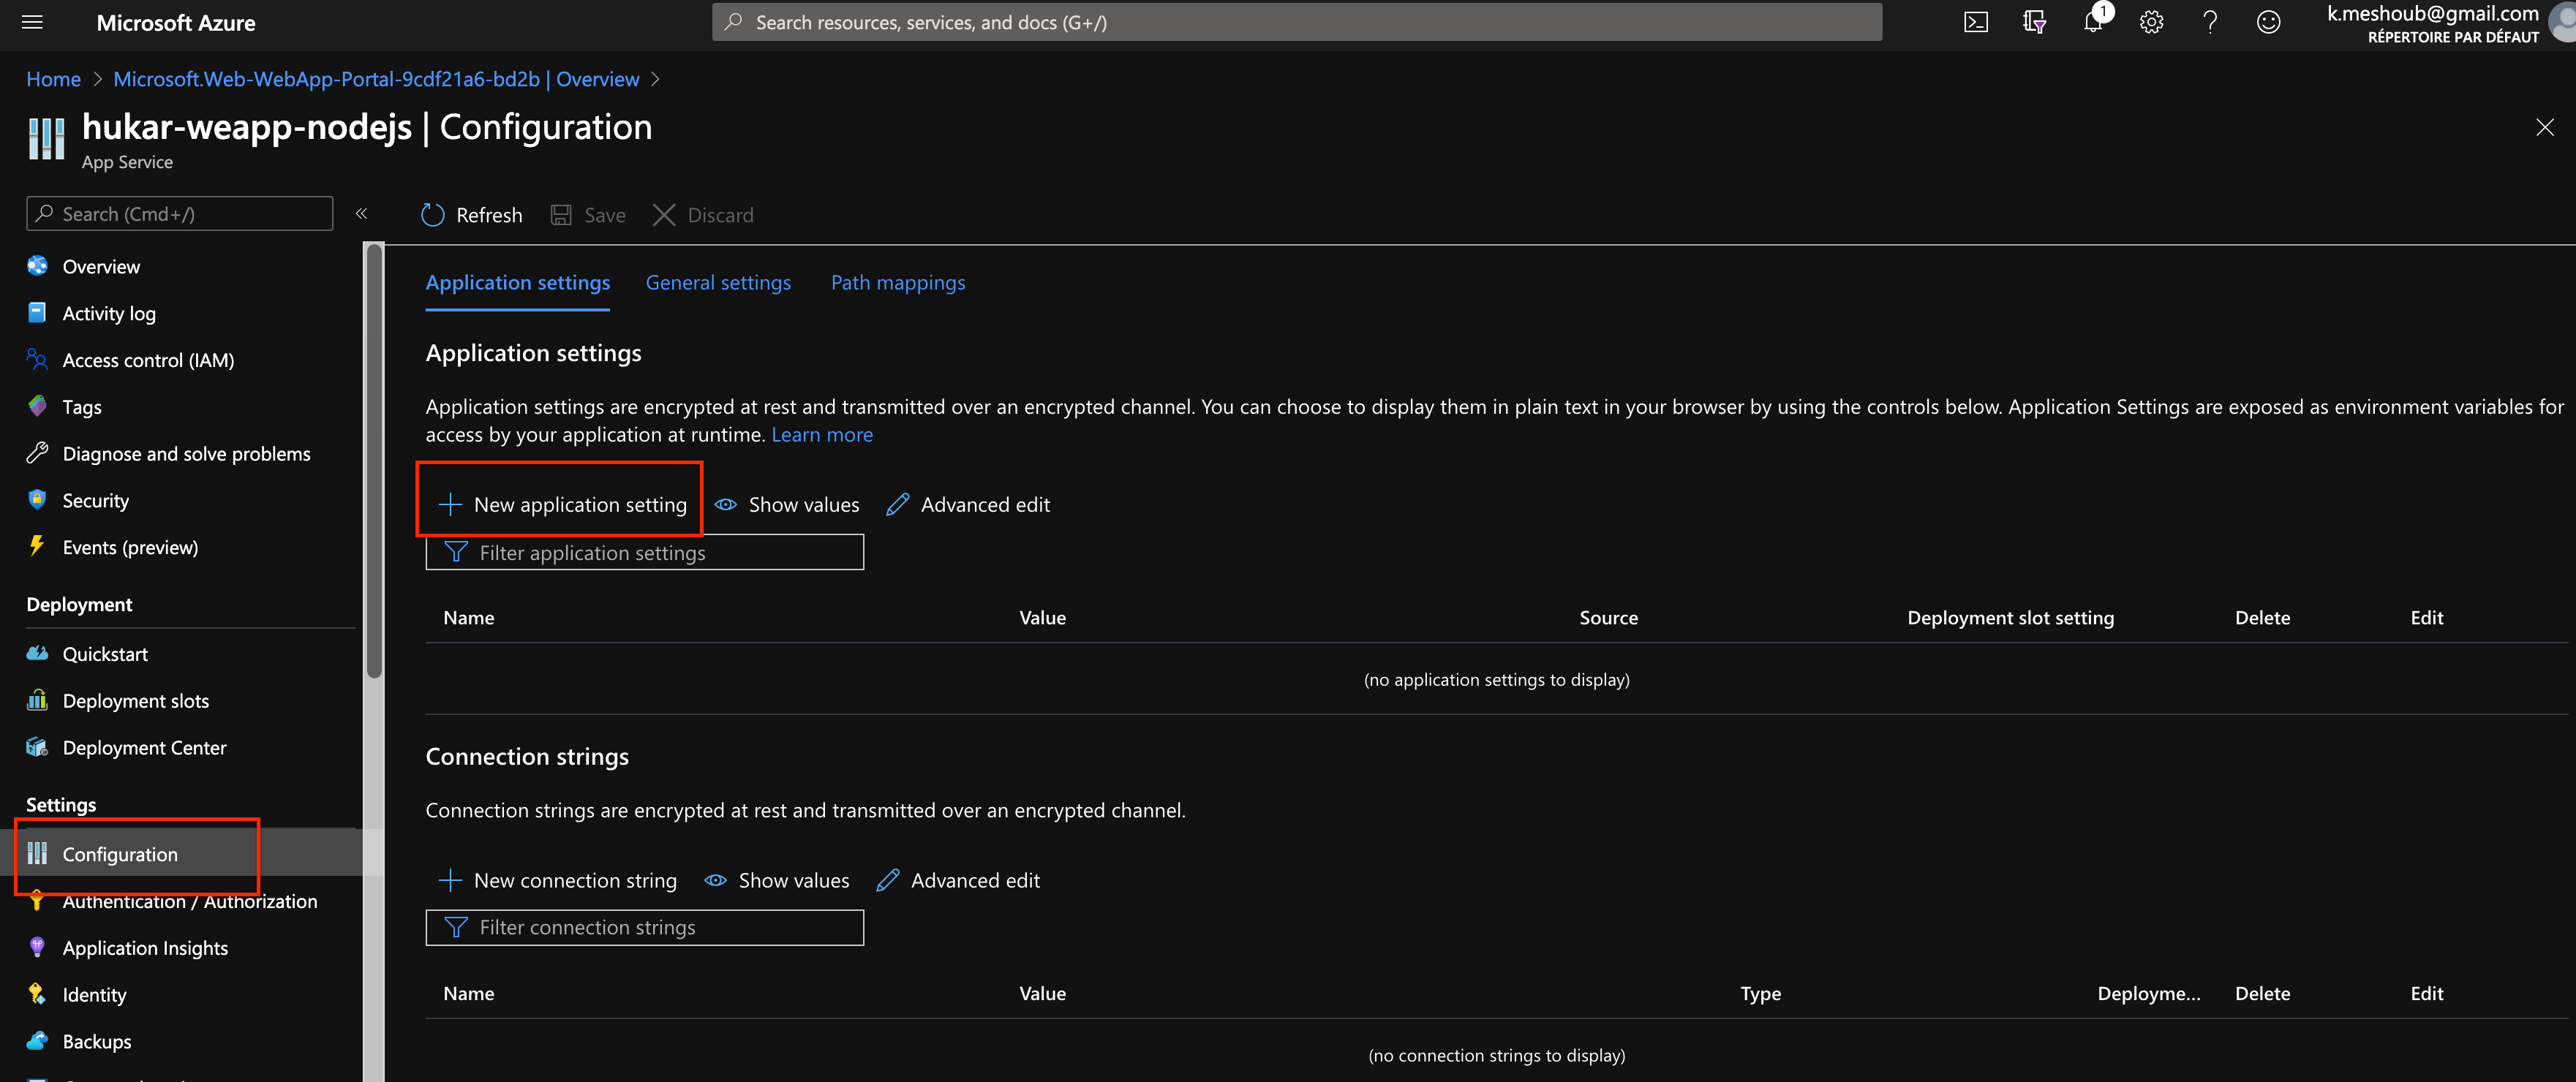 Microsoft Azure
Search resources, services, and docs (G+/)
1
k.meshoub@gmail.com
RÉPERTOIRE PAR DÉFAUT
Home > Microsoft.Web-WebApp-Portal-9cdf21a6-bd2b | Overview >
hukar-weapp-nodejs | Configuration
App Service
Search (Cmd+/)
«
Refresh Save Discard
Overview
Activity log
Access control (IAM)
Tags
Diagnose and solve problems
Security
Events (preview)
Deployment
Quickstart
Deployment slots
Deployment Center
Settings
Configuration
Authentication / Authorization
Application Insights
Identity
Backups
Application settings General settings Path mappings
Application settings
Application settings are encrypted at rest and transmitted over an encrypted channel. You can choose to display them in plain text in your browser by using the controls below. Application Settings are exposed as environment variables for
access by your application at runtime. Learn more
New application setting Show values Advanced edit
Filter application settings
Name Value Source Deployment slot setting Delete Edit
(no application settings to display)
Connection strings
Connection strings are encrypted at rest and transmitted over an encrypted channel.
New connection string Show values Advanced edit
Filter connection strings
Name Value Type Deployme... Delete Edit
(no connection strings to display)